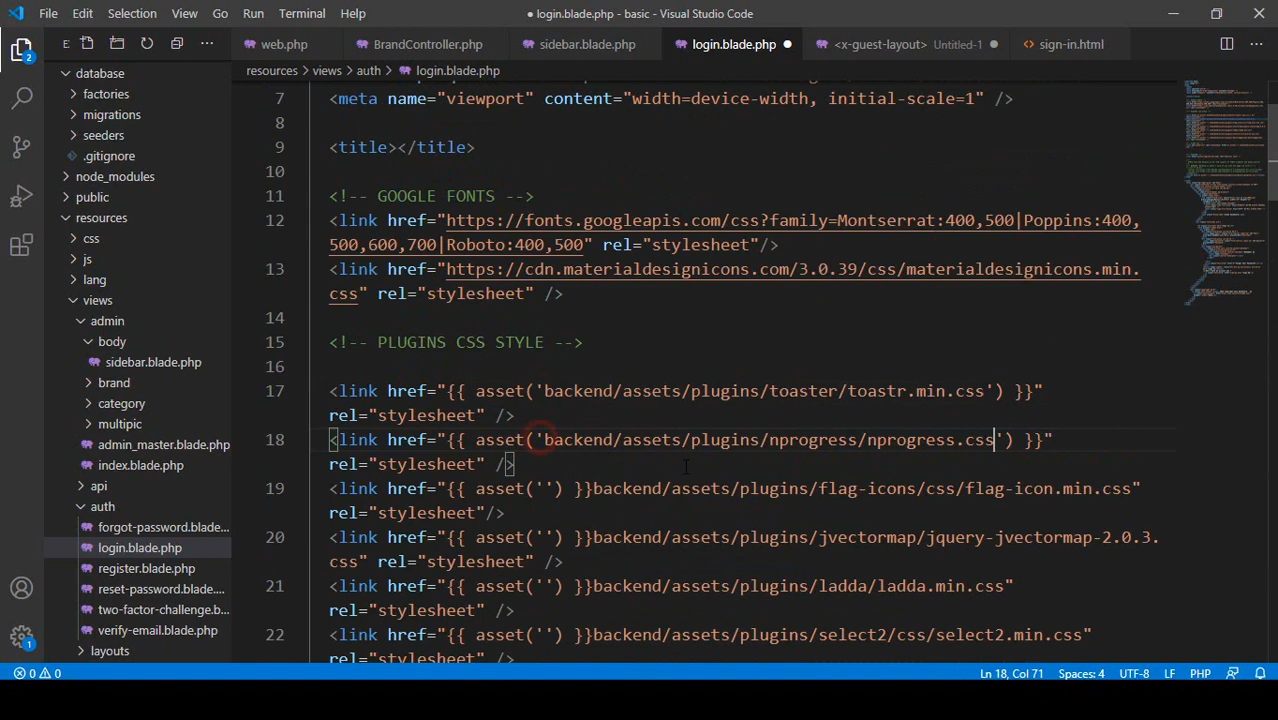 File Edit Selection View Go Run Terminal Help
● login.blade.php - basic - Visual Studio Code
E
web.php
BrandController.php
sidebar.blade.php
login.blade.php
<x-guest-layout> Untitled-1
sign-in.html
resources > views > auth > login.blade.php
2
database
factories
migrations
seeders
.gitignore
node_modules
public
resources
css
js
lang
views
admin
body
sidebar.blade.php
brand
category
multipic
admin_master.blade.php
index.blade.php
api
auth
forgot-password.blade...
login.blade.php
register.blade.php
reset-password.blade....
two-factor-challenge.b...
verify-email.blade.php
layouts
1
7 <meta name="viewport" content="width=device-width, initial-scale=1" />
8
9 <title></title>
10
11 <!-- GOOGLE FONTS -->
12 <link href="https://fonts.googleapis.com/css?family=Montserrat:400,500|Poppins:400,
500,600,700|Roboto:400,500" rel="stylesheet"/>
13 <link href="https://cdn.materialdesignicons.com/3.0.39/css/materialdesignicons.min.
css" rel="stylesheet" />
14
15 <!-- PLUGINS CSS STYLE -->
16
17 <link href="{{ asset('backend/assets/plugins/toaster/toastr.min.css') }}"
rel="stylesheet" />
18 <link href="{{ asset('backend/assets/plugins/nprogress/nprogress.css') }}"
rel="stylesheet" />
19 <link href="{{ asset('') }}backend/assets/plugins/flag-icons/css/flag-icon.min.css"
rel="stylesheet"/>
20 <link href="{{ asset('') }}backend/assets/plugins/jvectormap/jquery-jvectormap-2.0.3.
css" rel="stylesheet" />
21 <link href="{{ asset('') }}backend/assets/plugins/ladda/ladda.min.css"
rel="stylesheet" />
22 <link href="{{ asset('') }}backend/assets/plugins/select2/css/select2.min.css"
rel="stylesheet" />
0 0
Ln 18, Col 71 Spaces: 4 UTF-8 LF PHP